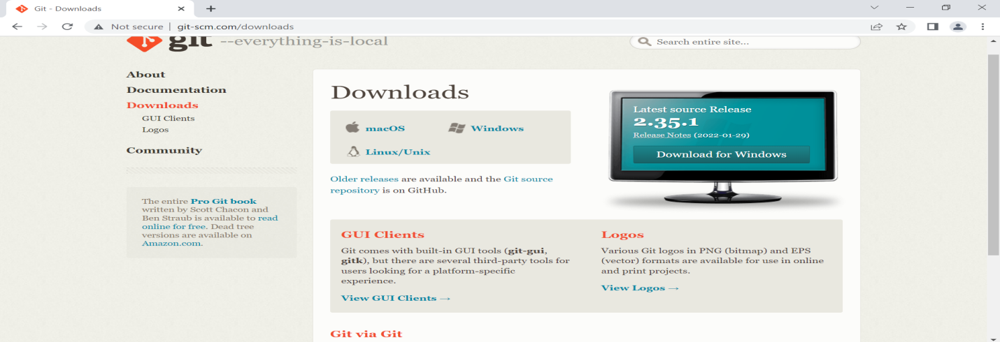 Git - Downloads
Not secure | git-scm.com/downloads
git --everything-is-local
Search entire site...
About
Documentation
Downloads
GUI Clients
Logos
Community
The entire Pro Git book
written by Scott Chacon and
Ben Straub is available to read
online for free. Dead tree
versions are available on
Amazon.com.
Downloads
macOS
Windows
Linux/Unix
Older releases are available and the Git source
repository is on GitHub.
Latest source Release
2.35.1
Release Notes (2022-01-29)
Download for Windows
GUI Clients
Git comes with built-in GUI tools (git-gui,
gitk), but there are several third-party tools for
users looking for a platform-specific
experience.
View GUI Clients →
Logos
Various Git logos in PNG (bitmap) and EPS
(vector) formats are available for use in online
and print projects.
View Logos →
Git via Git